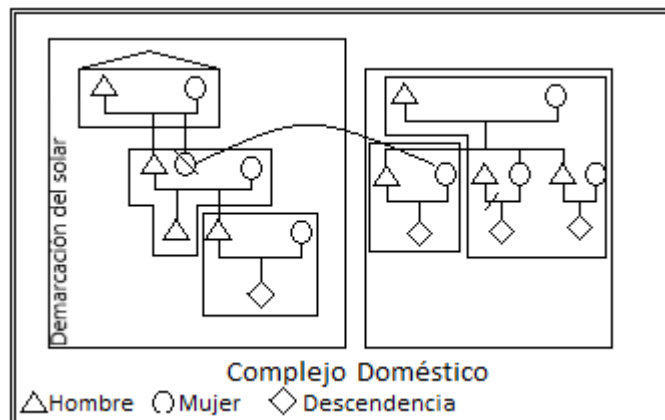 Demarcación del solar
Complejo Doméstico
Hombre Mujer Descendencia